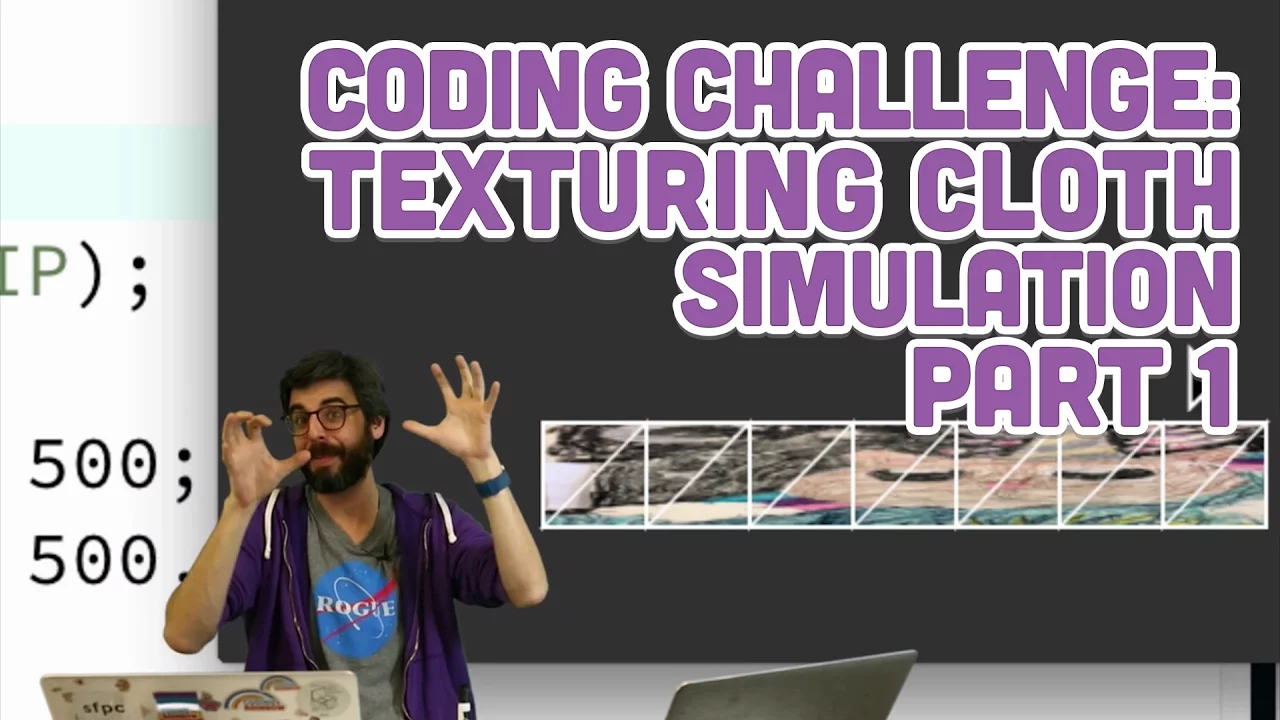 CODING CHALLENGE:
TEXTURING CLOTH
SIMULATION
PART 1
IP);
500;
500
ROGUE
sfpc